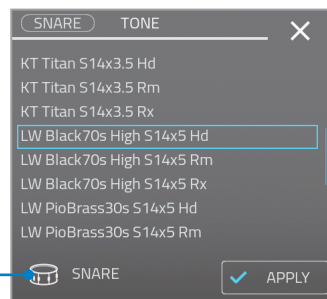 SNARE TONE
KT Titan S14x3.5 Hd
KT Titan S14x3.5 Rm
KT Titan S14x3.5 Rx
LW Black70s High S14x5 Hd
LW Black70s High S14x5 Rm
LW Black70s High S14x5 Rx
LW PioBrass30s S14x5 Hd
LW PioBrass30s S14x5 Rm
SNARE APPLY